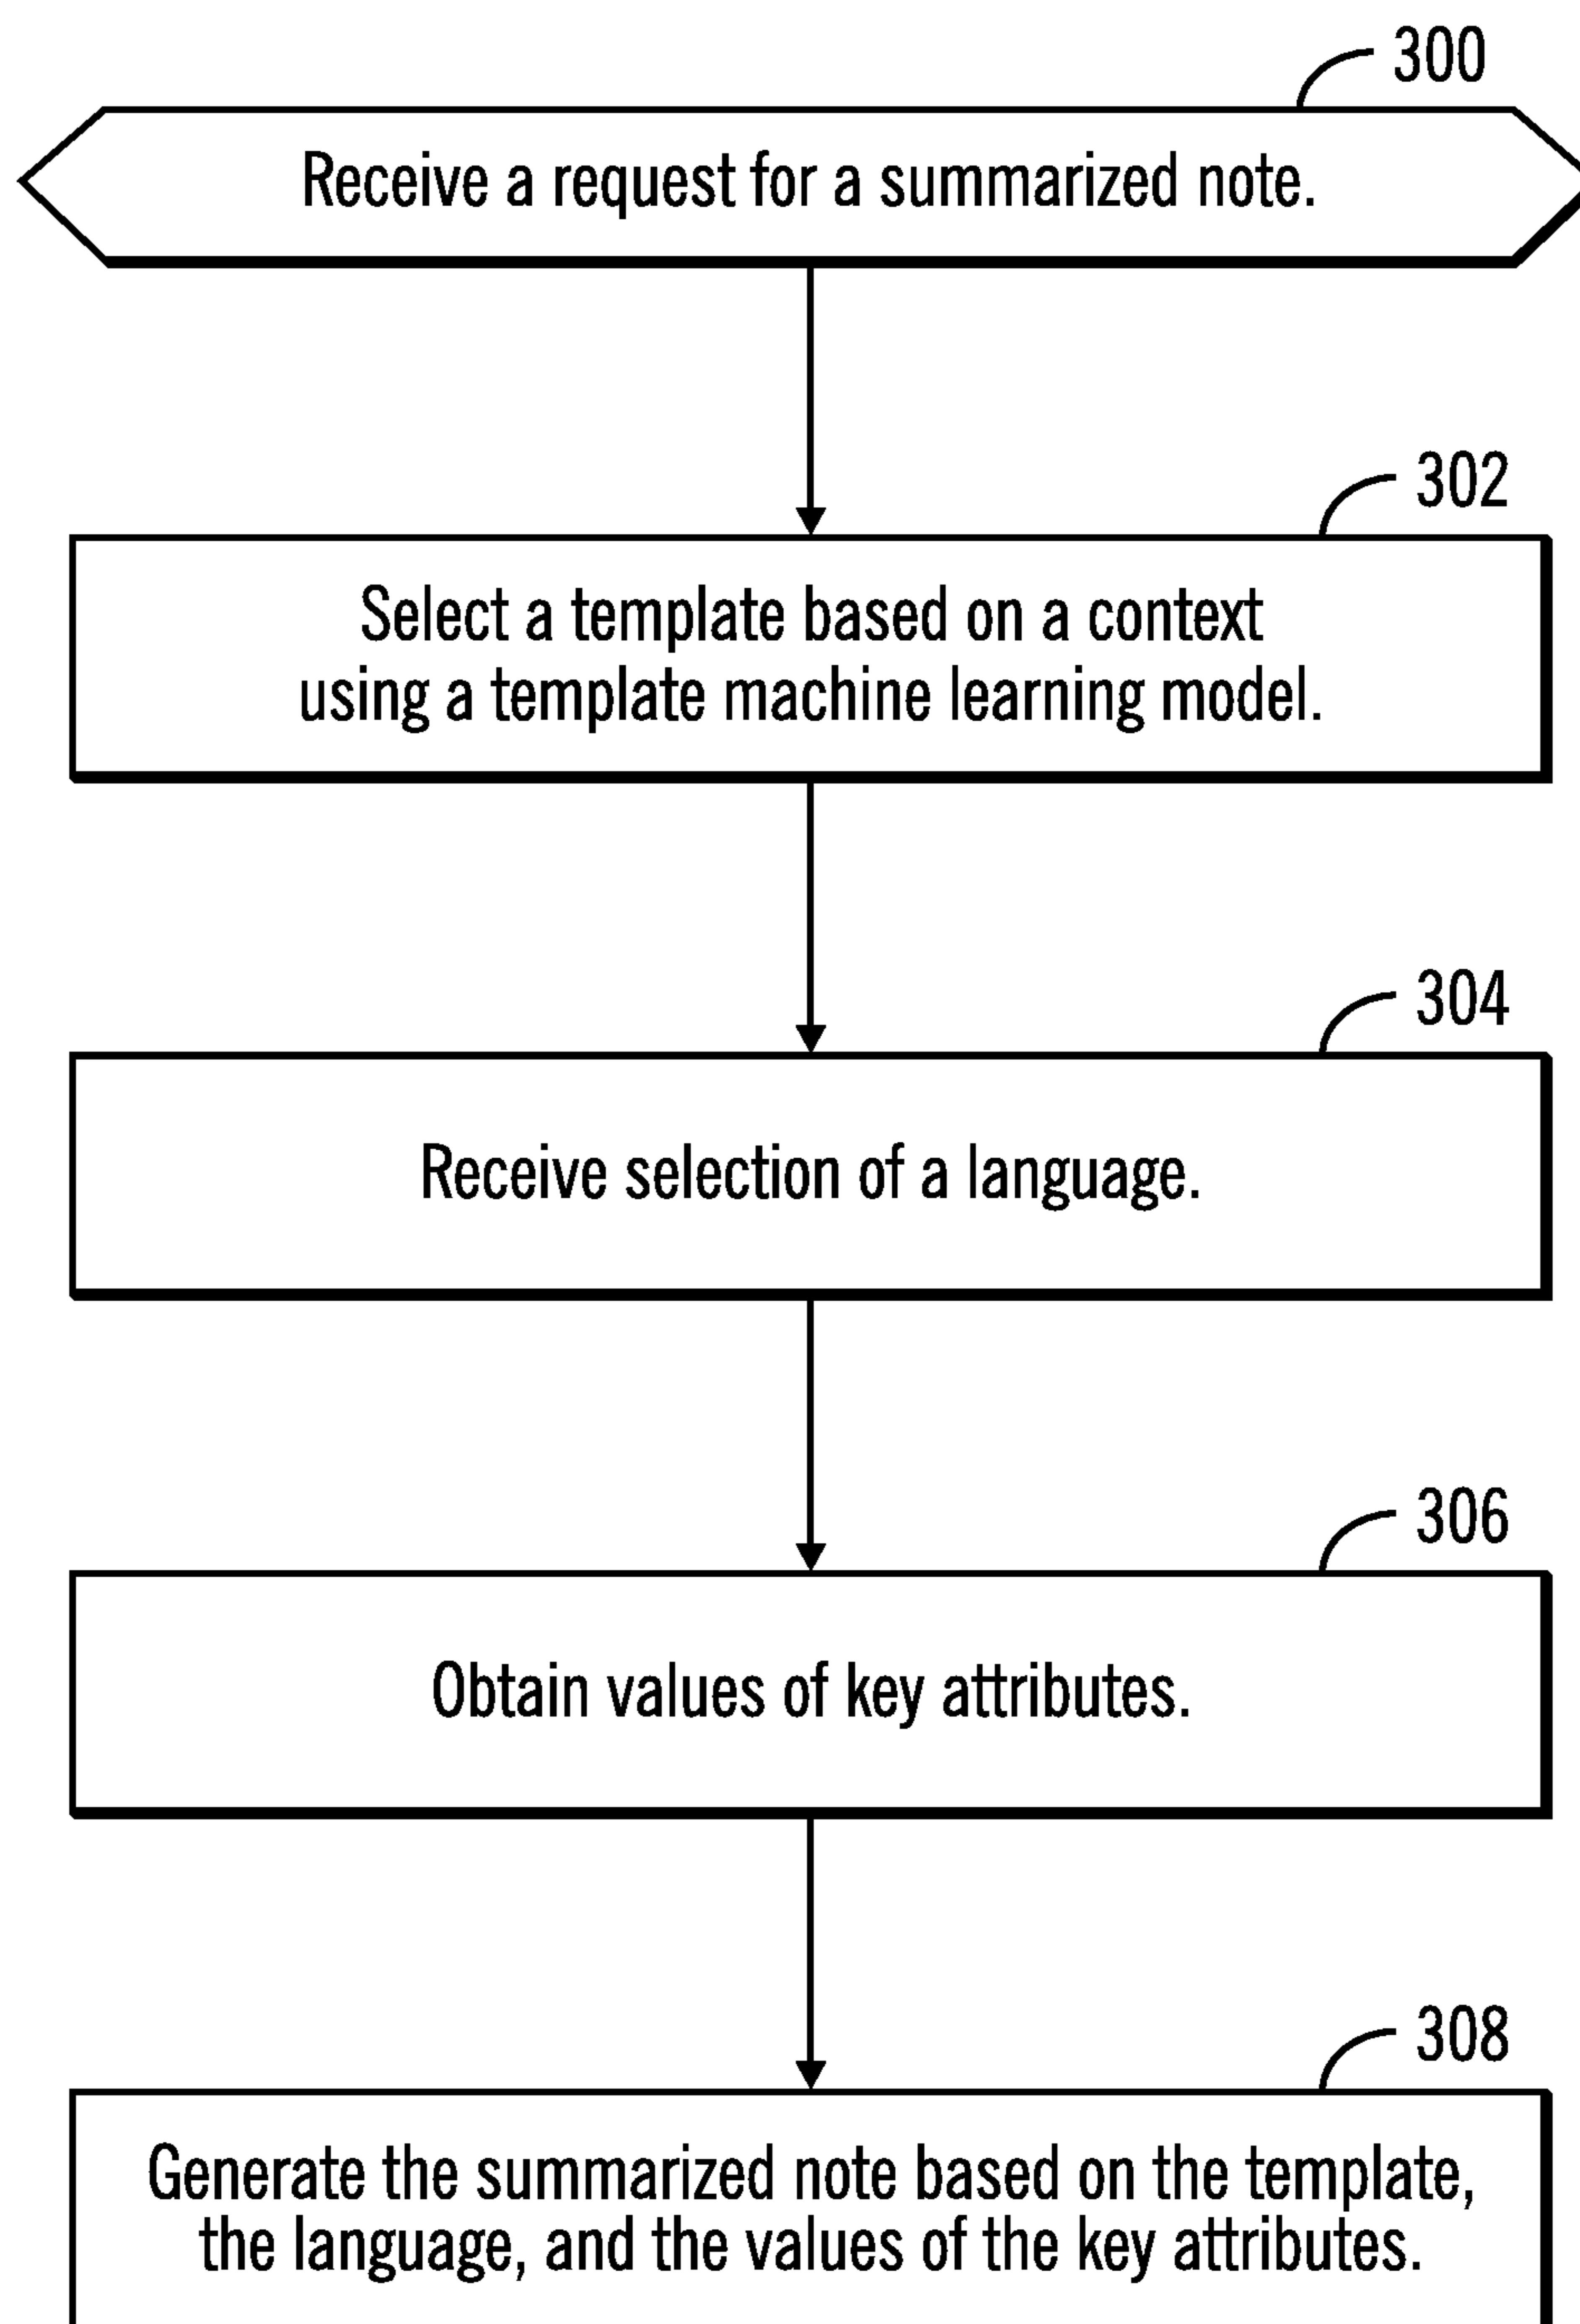 300
Receive a request for a summarized note.
302
Select a template based on a context
using a template machine learning model.
304
Receive selection of a language.
306
Obtain values of key attributes.
308
Generate the summarized note based on the template,
the language, and the values of the key attributes.